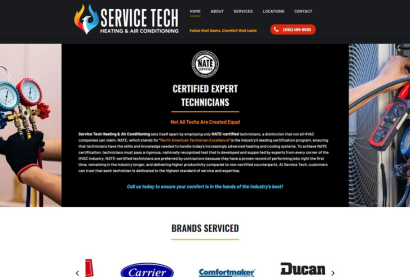 SERVICE TECH
HEATING & AIR CONDITIONING
HOME ABOUT SERVICES LOCATIONS CONTACT
Value that Soars, Comfort that Lasts
NATE
CERTIFIED EXPERT
TECHNICIANS
Not All Techs Are Created Equal
Service Tech Heating & Air Conditioning sets itself apart by employing only NATE-certified technicians, a distinction that not all HVAC
companies can claim. NATE, which stands for "North American Technician Excellence" is the industry's leading certification program, ensuring
that technicians have the skills and knowledge needed to handle today's increasingly advanced heating and cooling systems. To achieve NATE
certification, technicians must pass a rigorous, nationally recognized test that is developed and supported by experts from every corner of the
HVAC industry. NATE-certified technicians are preferred by contractors because they have a proven record of performing jobs right the first
time, remaining in the industry longer, and delivering higher productivity compared to non-certified counterparts. At Service Tech, customers
can trust that each technician is dedicated to the highest standard of service and expertise.
Call us today to ensure your comfort is in the hands of the industry's best!
BRANDS SERVICED
Carrier
Comfortmaker
Ducan